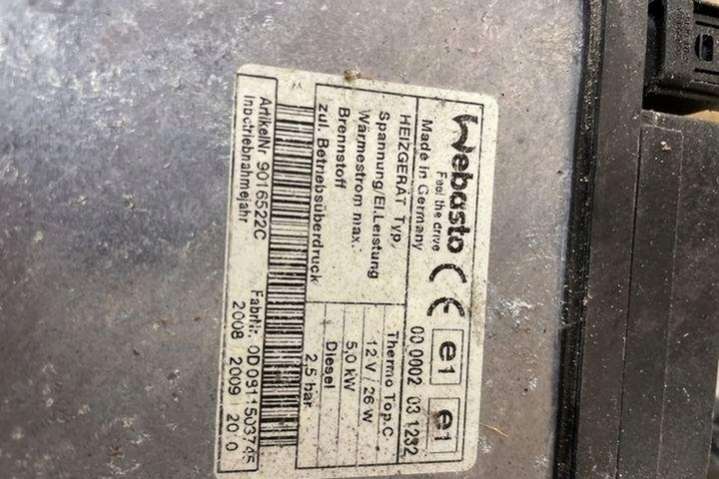 Webasto
Feel the drive
Made in Germany
e1 e1
00 0002 03 1232
HEIZGERÄT Typ, Thermo Top C
Spannung/El.Leistung 12 V / 26 W
Wärmestrom max. 5,0 kW
Brennstoff Diesel
zul. Betriebsüberdruck 2,5 bar
ArtikelNr 9016522C FabrNr. 0D0911503745
Inbetriebnahmejahr 2008 2009